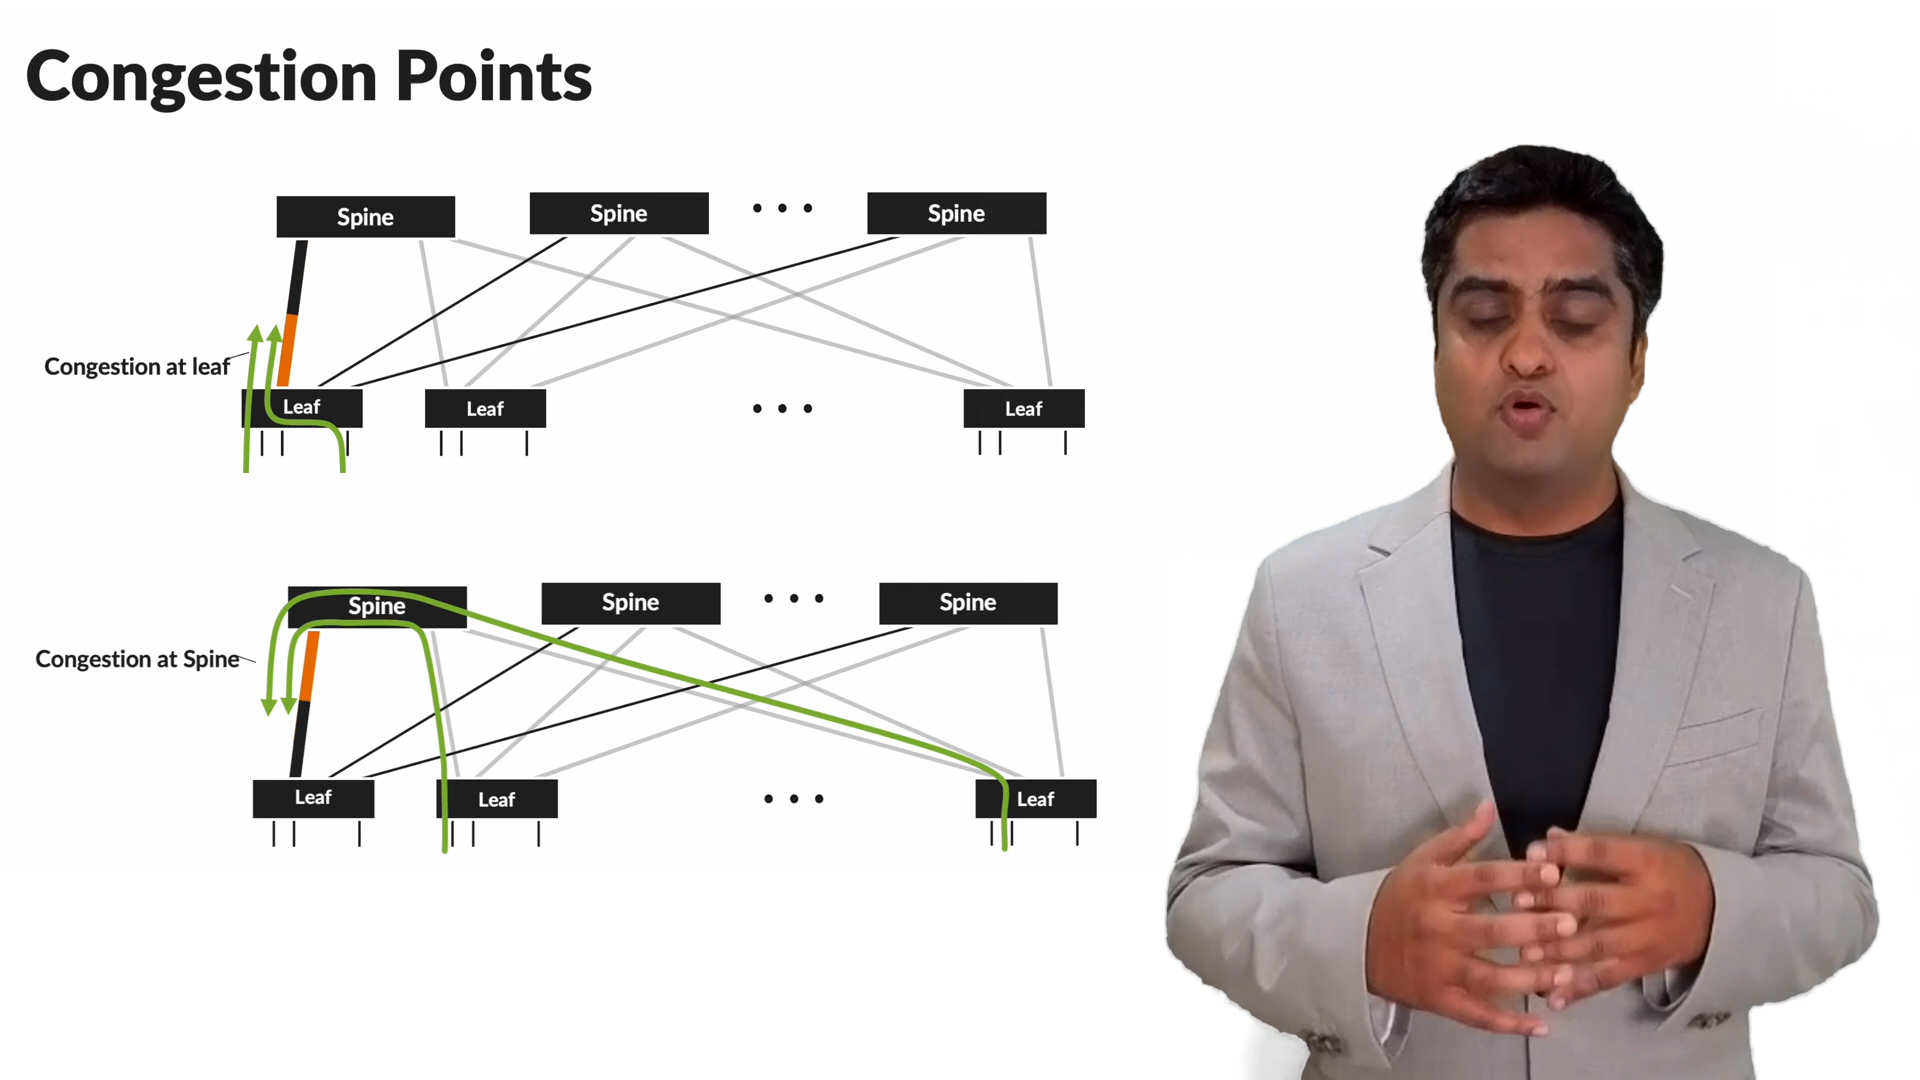 Congestion Points
Spine
Spine
Spine
Congestion at leaf
Leaf
Leaf
Leaf
Spine
Spine
Spine
Congestion at Spine
Leaf
Leaf
Leaf